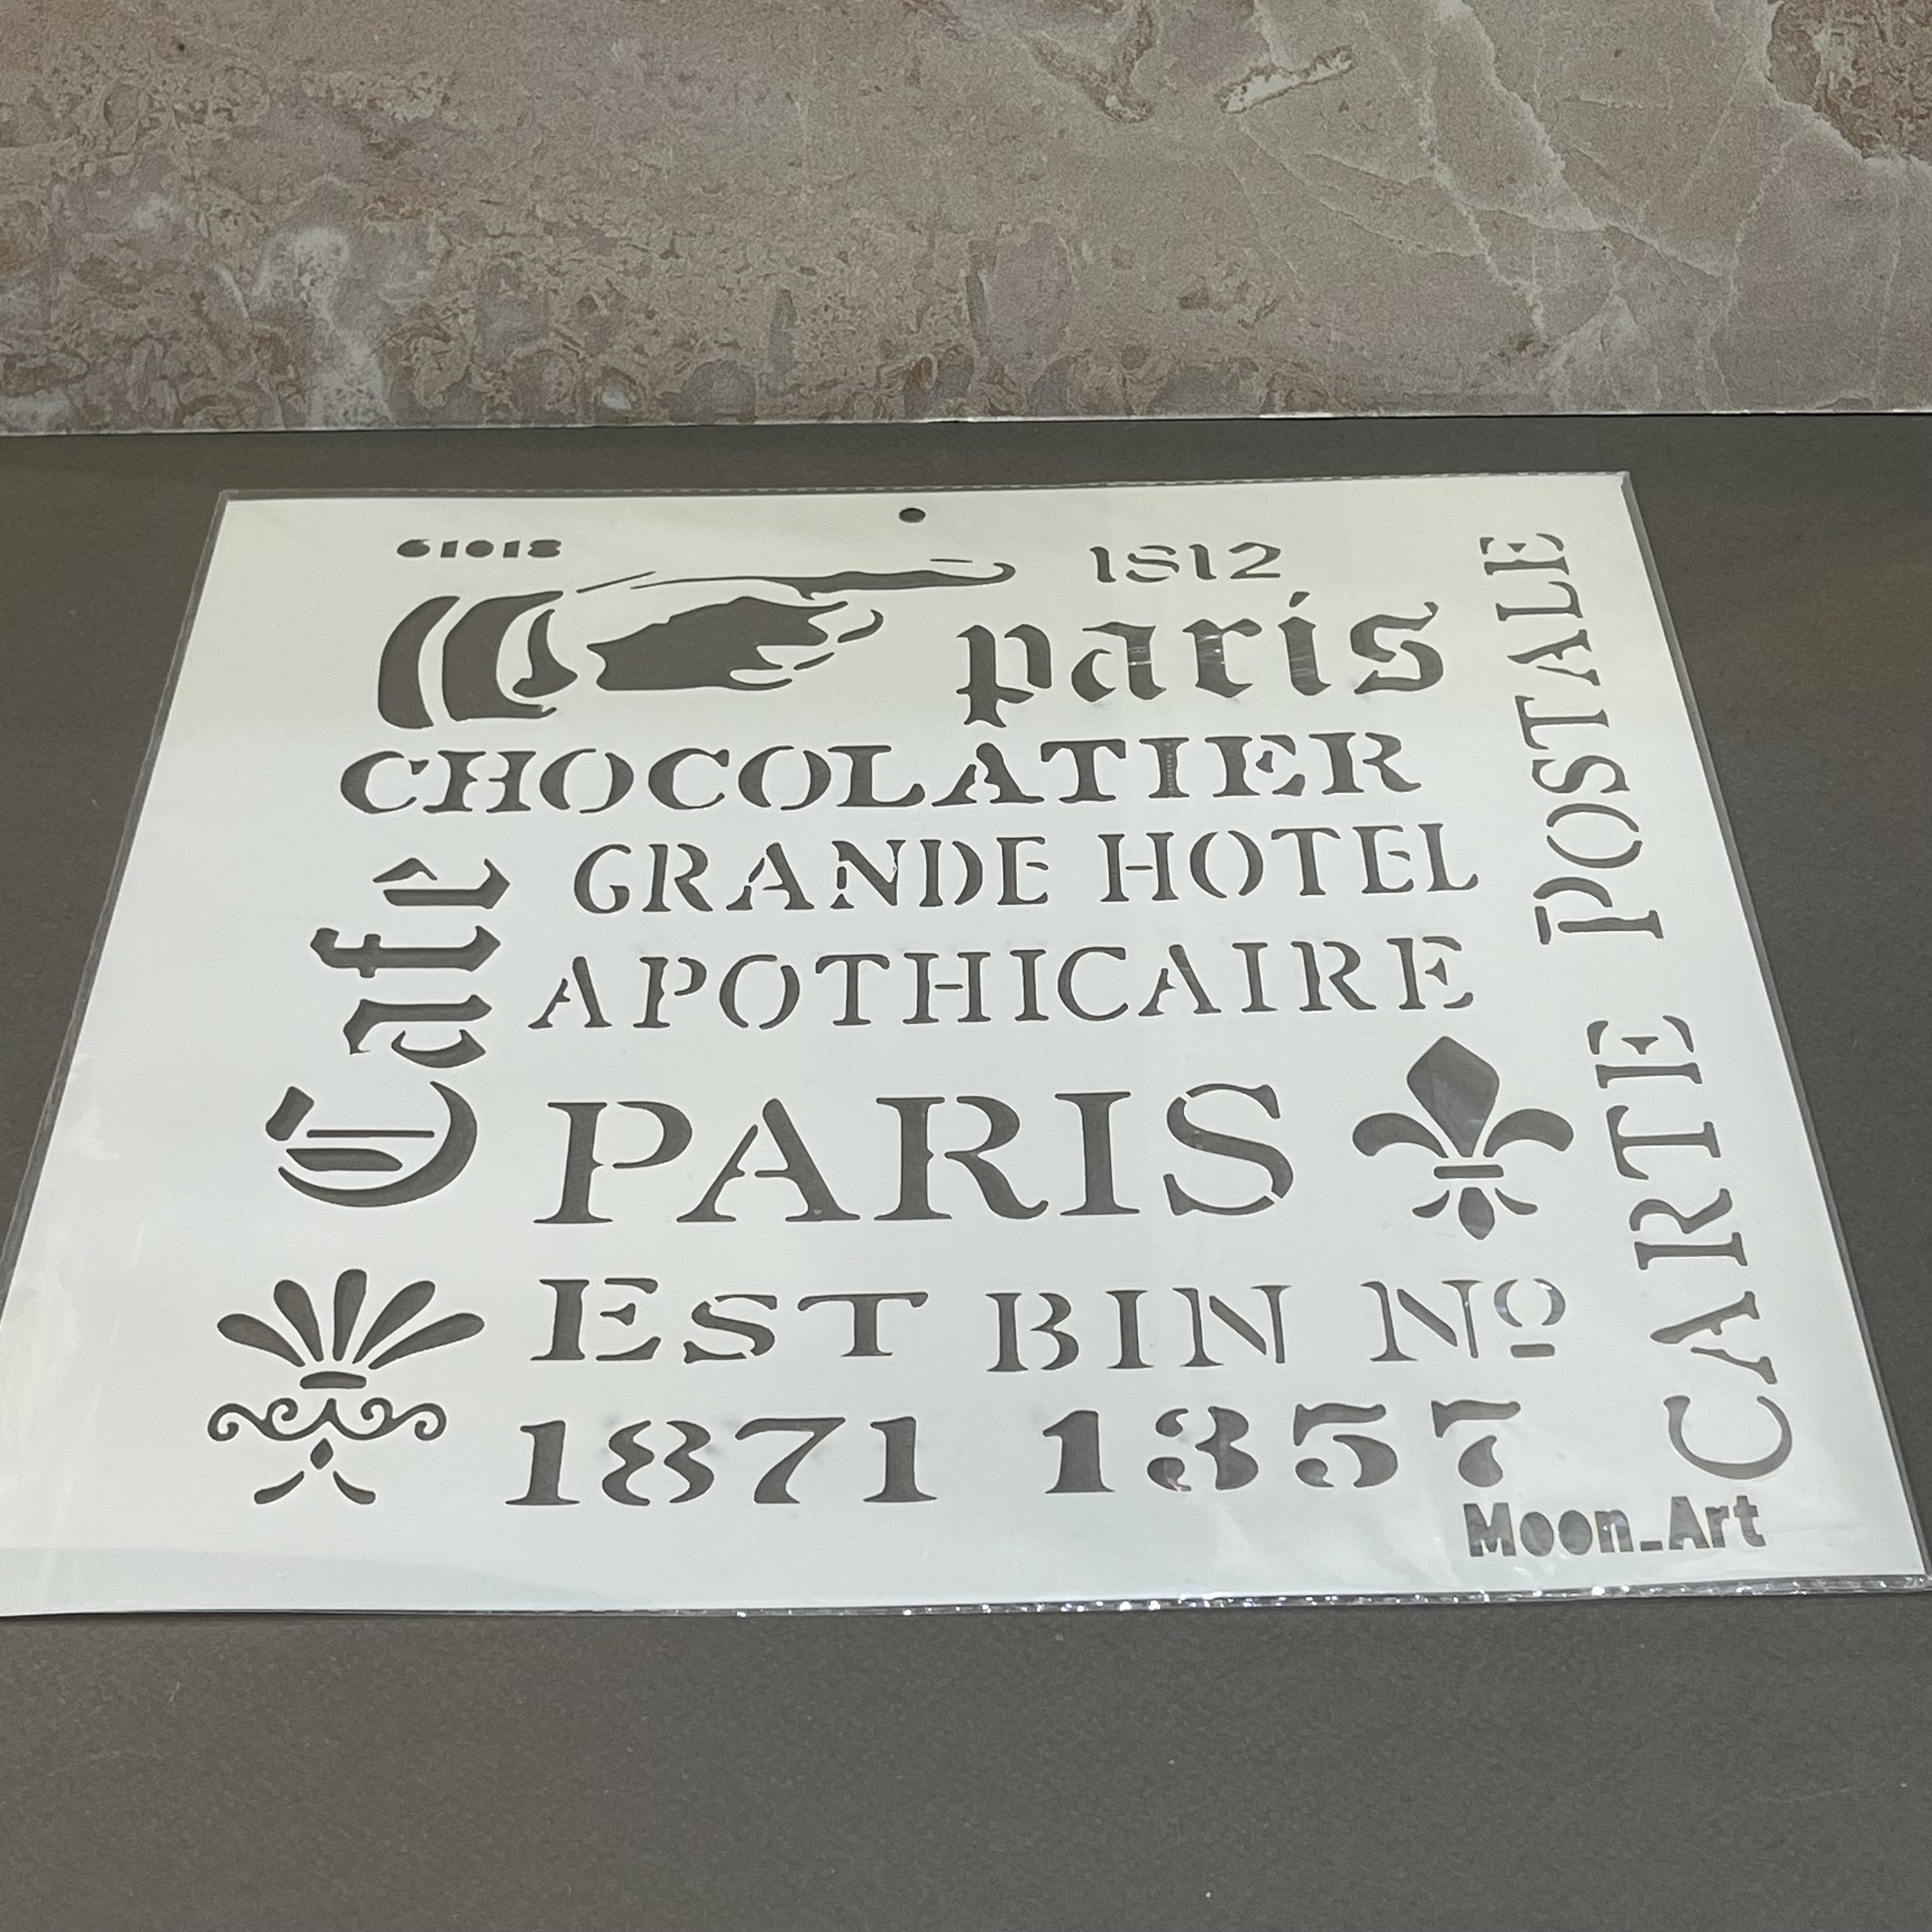 61018
1812
paris
CHOCOLATIER
GRANDE HOTEL
APOTHICAIRE
Cafe
PARIS
EST BIN Nº
1871 1357
CARTE POSTALE
Moon_Art